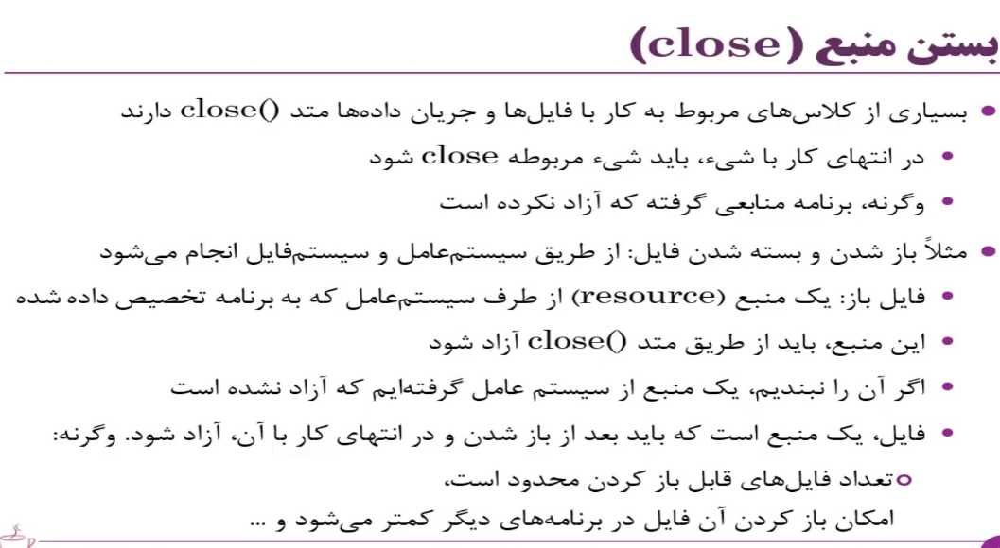 بستن منبع (close)
بسیاری از کلاس‌های مربوط به کار با فایل‌ها و جریان داده‌ها متد close() دارند
در انتهای کار با شیء، باید شیء مربوطه close شود
وگرنه، برنامه منابعی گرفته که آزاد نکرده است
مثلاً باز شدن و بسته شدن فایل: از طریق سیستم‌عامل و سیستم‌فایل انجام می‌شود
فایل باز: یک منبع (resource) از طرف سیستم‌عامل که به برنامه تخصیص داده شده
این منبع، باید از طریق متد close() آزاد شود
اگر آن را نبندیم، یک منبع از سیستم عامل گرفته‌ایم که آزاد نشده است
فایل، یک منبع است که باید بعد از باز شدن و در انتهای کار با آن، آزاد شود. وگرنه:
تعداد فایل‌های قابل باز کردن محدود است،
امکان باز کردن آن فایل در برنامه‌های دیگر کمتر می‌شود و ...